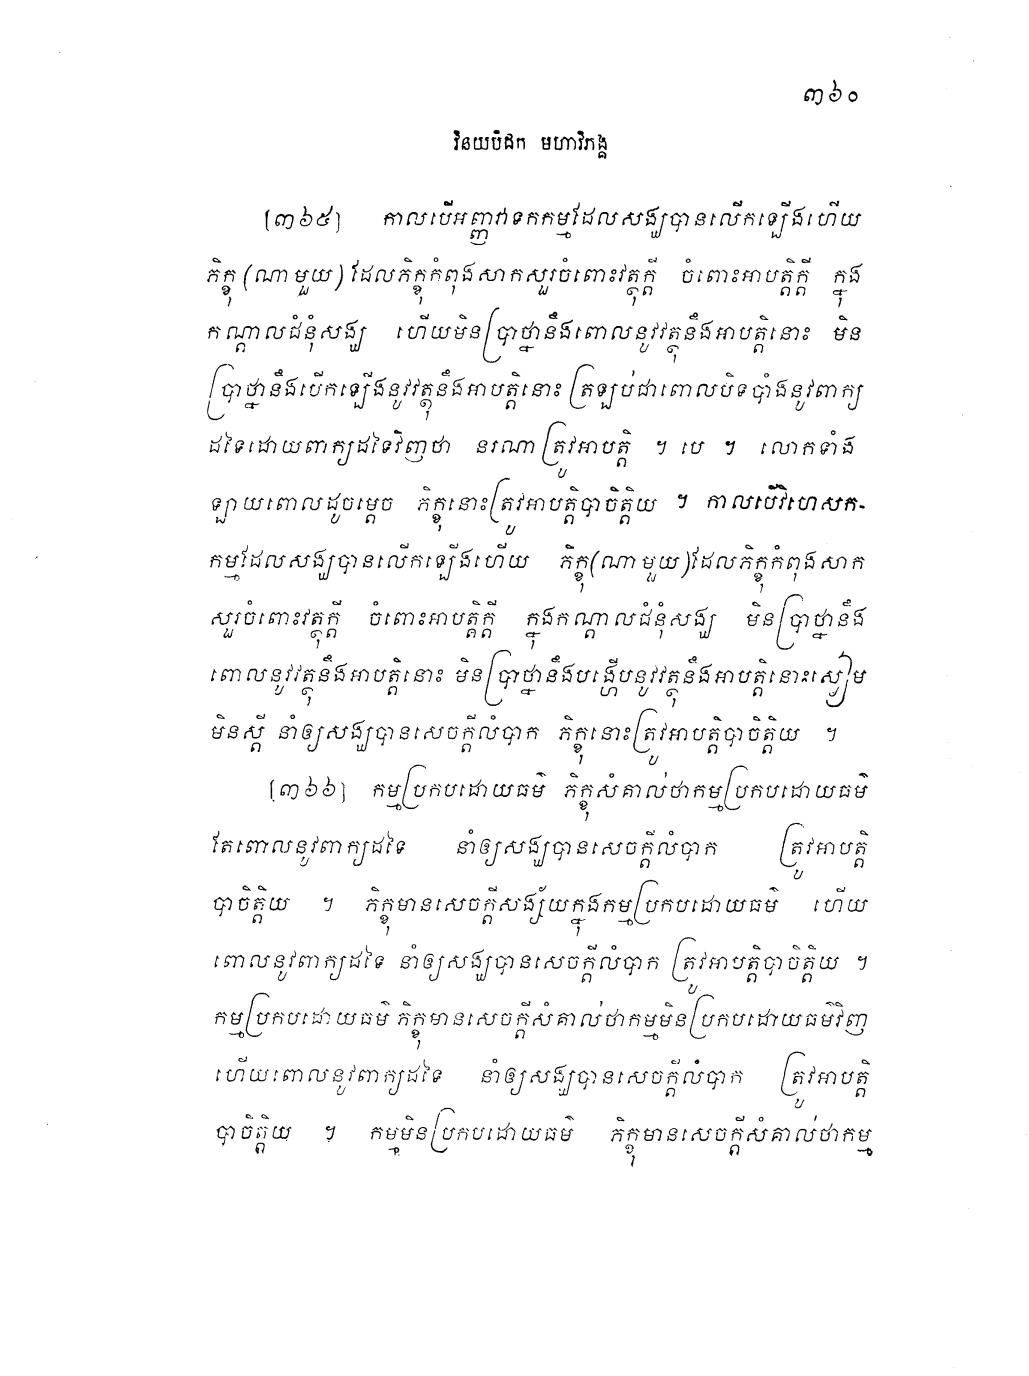 ៣៦០
វិនយបិដក មហាវិភង្គ
[៣៦៥] កាលបើអញ្ញវាទកកម្មដែលសង្ឃបានលើកឡើងហើយ
ភិក្ខុ (ណាមួយ) ដែលភិក្ខុកំពុងសាកសួរចំពោះវត្ថុក្តី ចំពោះអាបត្តិក្តី ក្នុង
កណ្តាលជំនុំសង្ឃ ហើយមិនប្រាថ្នានឹងពោលនូវវត្ថុនឹងអាបត្តិនោះ មិន
ប្រាថ្នានឹងបើកឡើងនូវវត្ថុនឹងអាបត្តិនោះ ត្រឡប់ជាពោលបិទបាំងនូវពាក្យ
ដទៃដោយពាក្យដទៃវិញថា នរណាត្រូវអាបត្តិ ។ បេ ។ លោកទាំង
ឡាយពោលដូចម្តេច ភិក្ខុនោះត្រូវអាបត្តិបាចិត្តិយ ។ កាលបើវិហេសក-
កម្មដែលសង្ឃបានលើកឡើងហើយ ភិក្ខុ(ណាមួយ)ដែលភិក្ខុកំពុងសាក
សួរចំពោះវត្ថុក្តី ចំពោះអាបត្តិក្តី ក្នុងកណ្តាលជំនុំសង្ឃ មិនប្រាថ្នានឹង
ពោលនូវវត្ថុនឹងអាបត្តិនោះ មិនប្រាថ្នានឹងបង្ហើបនូវវត្ថុនឹងអាបត្តិនោះស្ងៀម
មិនស្តី នាំឲ្យសង្ឃបានសេចក្តីលំបាក ភិក្ខុនោះត្រូវអាបត្តិបាចិត្តិយ ។
[៣៦៦] កម្មប្រកបដោយធម៌ ភិក្ខុសំគាល់ថាកម្មប្រកបដោយធម៌
តែពោលនូវពាក្យដទៃ នាំឲ្យសង្ឃបានសេចក្តីលំបាក ត្រូវអាបត្តិ
បាចិត្តិយ ។ ភិក្ខុមានសេចក្តីសង្ស័យក្នុងកម្មប្រកបដោយធម៌ ហើយ
ពោលនូវពាក្យដទៃ នាំឲ្យសង្ឃបានសេចក្តីលំបាក ត្រូវអាបត្តិបាចិត្តិយ ។
កម្មប្រកបដោយធម៌ ភិក្ខុមានសេចក្តីសំគាល់ថាកម្មមិនប្រកបដោយធម៌វិញ
ហើយពោលនូវពាក្យដទៃ នាំឲ្យសង្ឃបានសេចក្តីលំបាក ត្រូវអាបត្តិ
បាចិត្តិយ ។ កម្មមិនប្រកបដោយធម៌ ភិក្ខុមានសេចក្តីសំគាល់ថាកម្ម